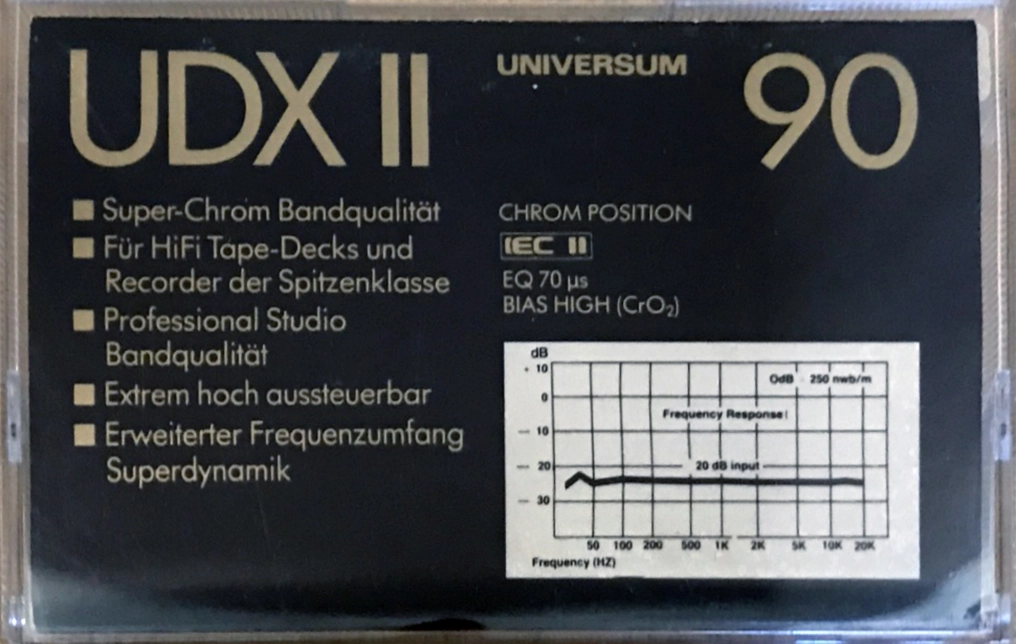 UDX II UNIVERSUM 90
■ Super-Chrom Bandqualität
■ Für HiFi Tape-Decks und
Recorder der Spitzenklasse
■ Professional Studio
Bandqualität
■ Extrem hoch aussteuerbar
■ Erweiterter Frequenzumfang
Superdynamik
CHROM POSITION
IEC II
EQ 70 µs
BIAS HIGH (CrO₂)
dB
+ 10
0dB 250 nwb/m
0
Frequency Response
— 10
— 20
20 dB input
— 30
50 100 200 500 1K 2K 5K 10K 20K
Frequency (HZ)